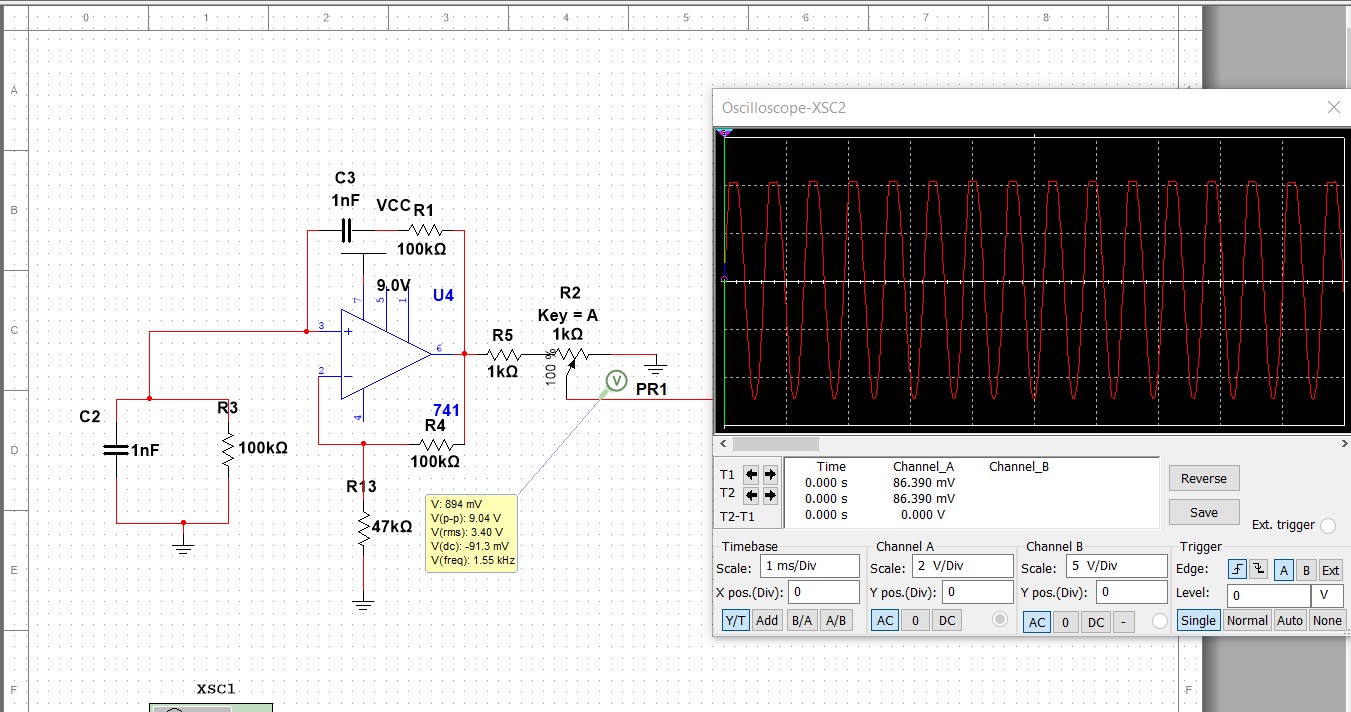 0 1 2 3 4 5 6 7 8
A
B
C
D
E
F
A
F
C3
1nF
VCC
R1
100kΩ
9.0V
U4
7
5
1
3
+
2
−
6
4
741
R4
100kΩ
R5
1kΩ
R2
Key = A
1kΩ
100 %
V
PR1
C2
1nF
R3
100kΩ
R13
47kΩ
V: 894 mV
V(p-p): 9.04 V
V(rms): 3.40 V
V(dc): -91.3 mV
V(freq): 1.55 kHz
XSC1
Oscilloscope-XSC2
Time Channel_A Channel_B
T1 0.000 s 86.390 mV
T2 0.000 s 86.390 mV
T2-T1 0.000 s 0.000 V
Reverse
Save
Ext. trigger
Timebase
Scale: 1 ms/Div
X pos.(Div): 0
Y/T Add B/A A/B
Channel A
Scale: 2 V/Div
Y pos.(Div): 0
AC 0 DC
Channel B
Scale: 5 V/Div
Y pos.(Div): 0
AC 0 DC -
Trigger
Edge: A B Ext
Level: 0 V
Single Normal Auto None